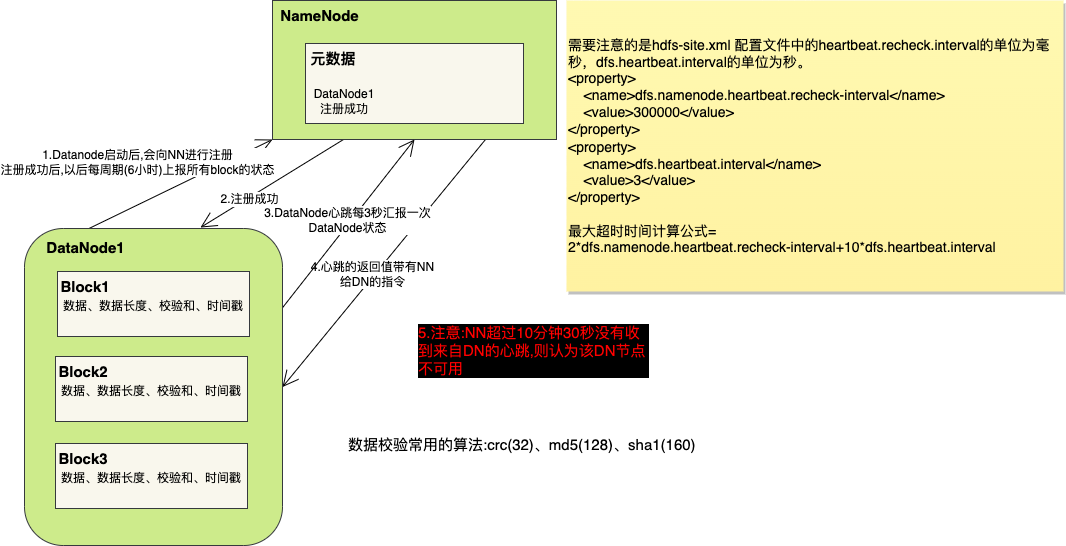 NameNode
元数据
DataNode1
注册成功
1.Datanode启动后,会向NN进行注册
注册成功后,以后每周期(6小时)上报所有block的状态
2.注册成功
3.DataNode心跳每3秒汇报一次
DataNode状态
4.心跳的返回值带有NN
给DN的指令
DataNode1
Block1
数据、数据长度、校验和、时间戳
Block2
数据、数据长度、校验和、时间戳
Block3
数据、数据长度、校验和、时间戳
需要注意的是hdfs-site.xml 配置文件中的heartbeat.recheck.interval的单位为毫
秒，dfs.heartbeat.interval的单位为秒。
<property>
<name>dfs.namenode.heartbeat.recheck-interval</name>
<value>300000</value>
</property>
<property>
<name>dfs.heartbeat.interval</name>
<value>3</value>
</property>
最大超时时间计算公式=
2*dfs.namenode.heartbeat.recheck-interval+10*dfs.heartbeat.interval
5.注意:NN超过10分钟30秒没有收
到来自DN的心跳,则认为该DN节点
不可用
数据校验常用的算法:crc(32)、md5(128)、sha1(160)